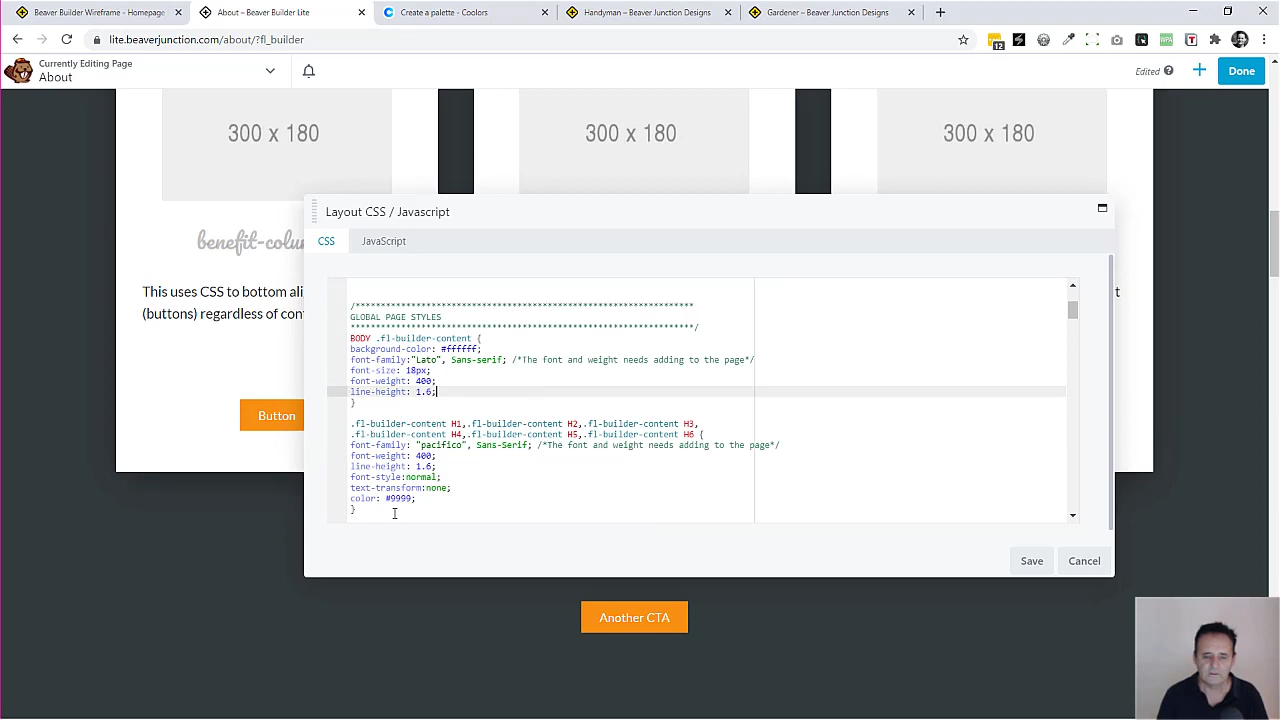 Beaver Builder Wireframe - Homepage
About – Beaver Builder Lite
Create a palette - Coolors
Handyman – Beaver Junction Designs
Gardener – Beaver Junction Designs
lite.beaverjunction.com/about/?fl_builder
12
WPA
T
Currently Editing Page
About
Edited
Done
300 x 180
300 x 180
300 x 180
benefit-colu
This uses CSS to bottom ali
(buttons) regardless of con
t
Button
Layout CSS / Javascript
CSS
JavaScript
/******************************************************************
GLOBAL PAGE STYLES
*******************************************************************/
BODY .fl-builder-content {
background-color: #ffffff;
font-family:"Lato", Sans-serif; /*The font and weight needs adding to the page*/
font-size: 18px;
font-weight: 400;
line-height: 1.6;
}
.fl-builder-content H1,.fl-builder-content H2,.fl-builder-content H3,
.fl-builder-content H4,.fl-builder-content H5,.fl-builder-content H6 {
font-family: "pacifico", Sans-Serif; /*The font and weight needs adding to the page*/
font-weight: 400;
line-height: 1.6;
font-style:normal;
text-transform:none;
color: #9999;
}
Save
Cancel
Another CTA